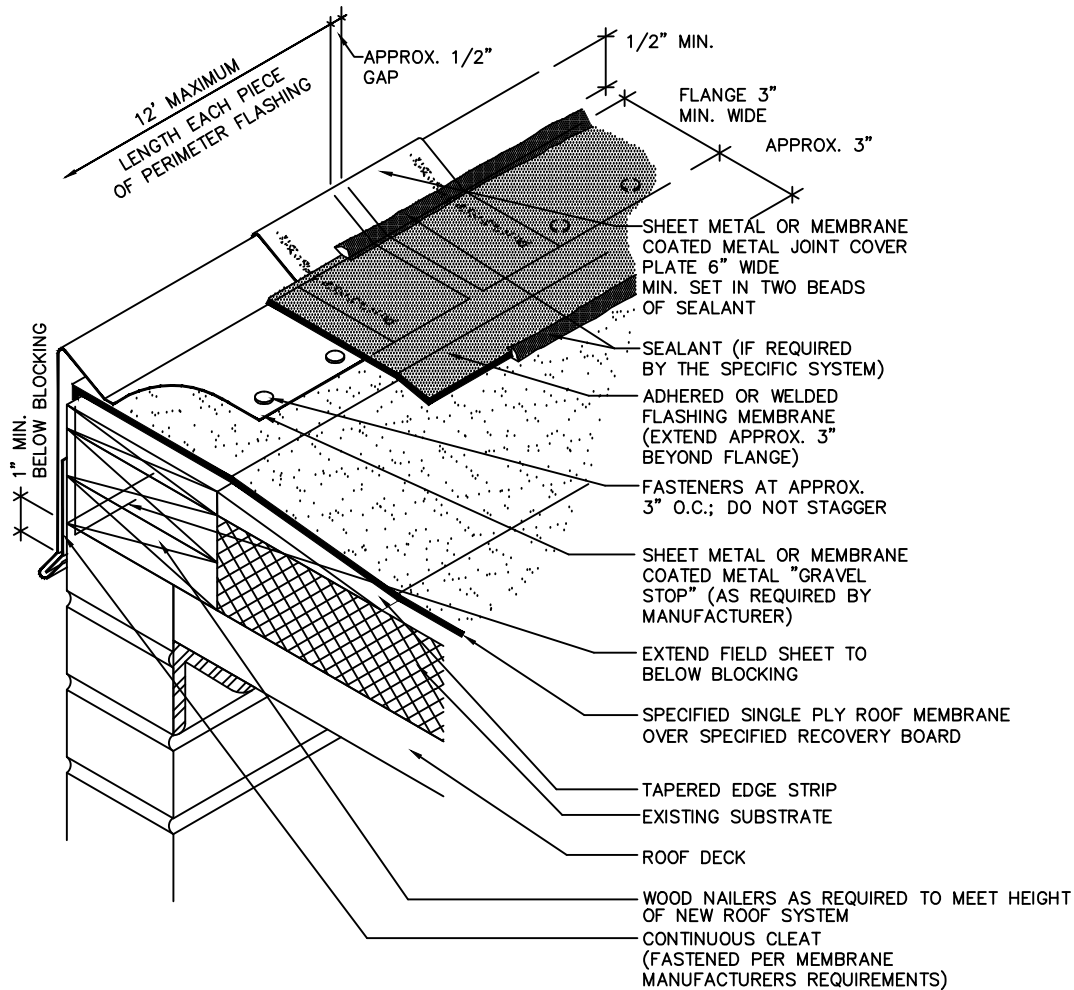 12' MAXIMUM
LENGTH EACH PIECE
OF PERIMETER FLASHING
APPROX. 1/2"
GAP
1/2" MIN.
FLANGE 3"
MIN. WIDE
APPROX. 3"
SHEET METAL OR MEMBRANE
COATED METAL JOINT COVER
PLATE 6" WIDE
MIN. SET IN TWO BEADS
OF SEALANT
SEALANT (IF REQUIRED
BY THE SPECIFIC SYSTEM)
ADHERED OR WELDED
FLASHING MEMBRANE
(EXTEND APPROX. 3"
BEYOND FLANGE)
FASTENERS AT APPROX.
3" O.C.; DO NOT STAGGER
SHEET METAL OR MEMBRANE
COATED METAL "GRAVEL
STOP" (AS REQUIRED BY
MANUFACTURER)
EXTEND FIELD SHEET TO
BELOW BLOCKING
SPECIFIED SINGLE PLY ROOF MEMBRANE
OVER SPECIFIED RECOVERY BOARD
TAPERED EDGE STRIP
EXISTING SUBSTRATE
ROOF DECK
WOOD NAILERS AS REQUIRED TO MEET HEIGHT
OF NEW ROOF SYSTEM
CONTINUOUS CLEAT
(FASTENED PER MEMBRANE
MANUFACTURERS REQUIREMENTS)
1" MIN.
BELOW BLOCKING